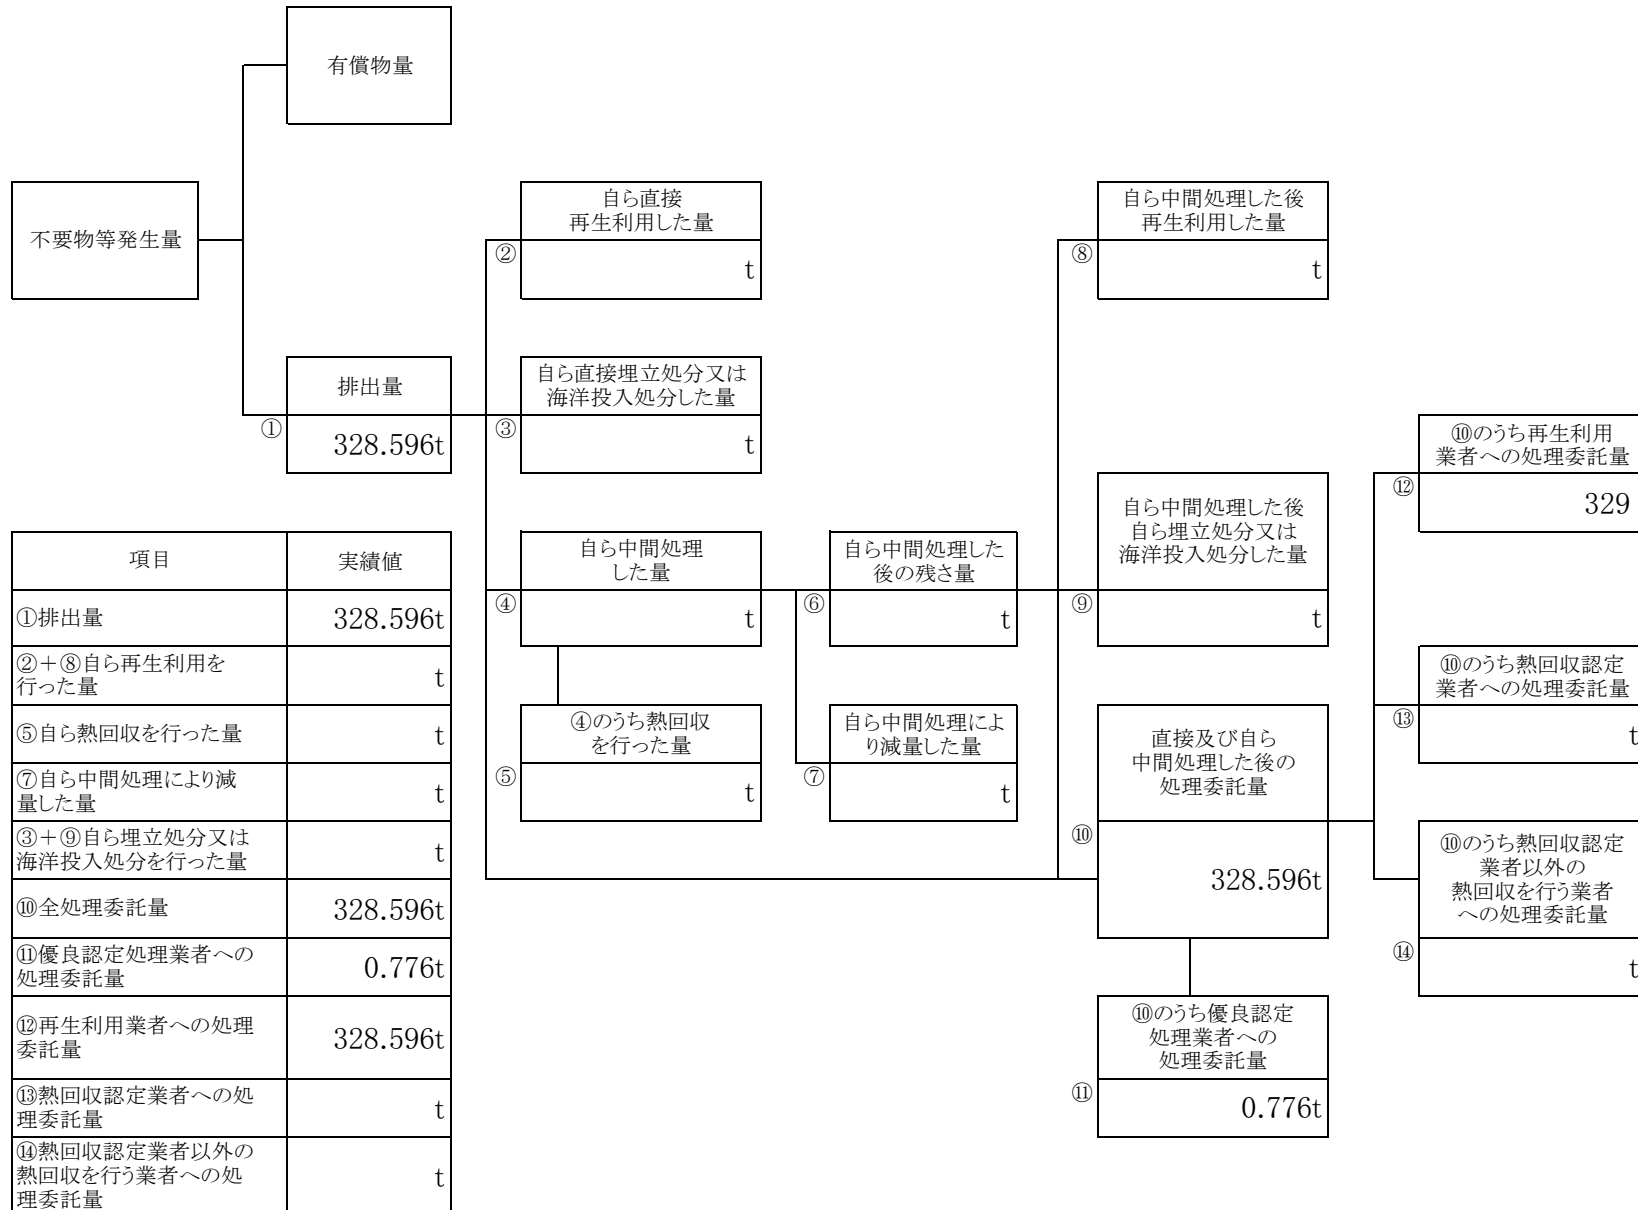 有償物量
不要物等発生量
自ら直接
再生利用した量
②
t
自ら中間処理した後
再生利用した量
⑧
t
排出量
①
328.596t
自ら直接埋立処分又は
海洋投入処分した量
③
t
⑩のうち再生利用
業者への処理委託量
⑫
329
自ら中間処理
した量
④
t
自ら中間処理した
後の残さ量
⑥
t
自ら中間処理した後
自ら埋立処分又は
海洋投入処分した量
⑨
t
⑩のうち熱回収認定
業者への処理委託量
⑬
t
④のうち熱回収
を行った量
⑤
t
自ら中間処理によ
り減量した量
⑦
t
直接及び自ら
中間処理した後の
処理委託量
⑩
328.596t
⑩のうち熱回収認定
業者以外の
熱回収を行う業者
への処理委託量
⑭
t
⑩のうち優良認定
処理業者への
処理委託量
⑪
0.776t
項目
実績値
①排出量
328.596t
②+⑧自ら再生利用を
行った量
t
⑤自ら熱回収を行った量
t
⑦自ら中間処理により減
量した量
t
③+⑨自ら埋立処分又は
海洋投入処分を行った量
t
⑩全処理委託量
328.596t
⑪優良認定処理業者への
処理委託量
0.776t
⑫再生利用業者への処理
委託量
328.596t
⑬熱回収認定業者への処
理委託量
t
⑭熱回収認定業者以外の
熱回収を行う業者への処
理委託量
t